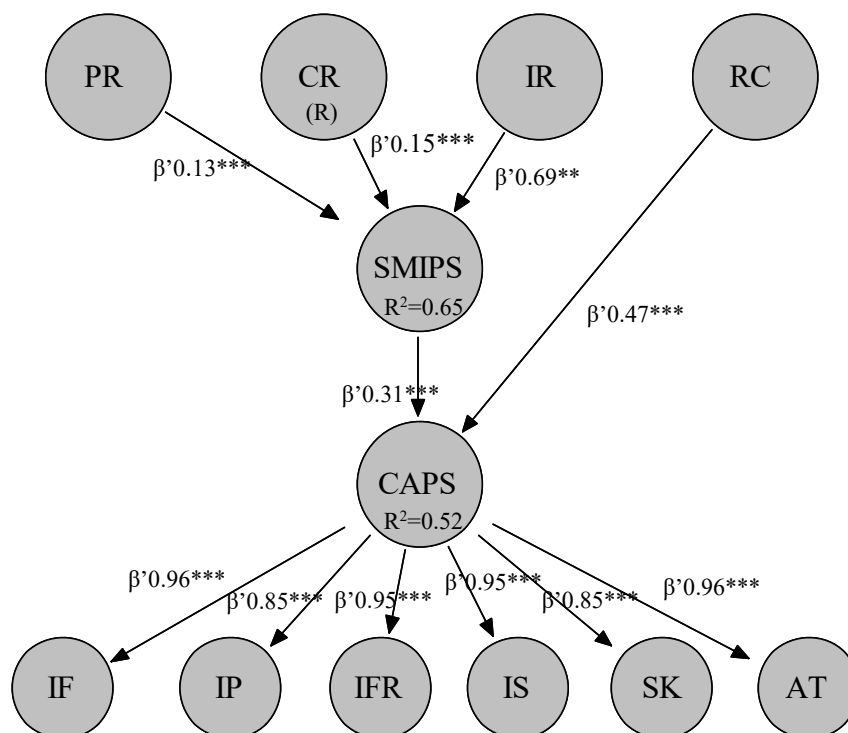 PR
CR
(R)
IR
RC
β’0.13***
β’0.15***
β’0.69**
SMIPS
R²=0.65
β’0.47***
β’0.31***
CAPS
R²=0.52
β’0.96***
β’0.85***
β’0.95***
β’0.95***
β’0.85***
β’0.96***
IF
IP
IFR
IS
SK
AT